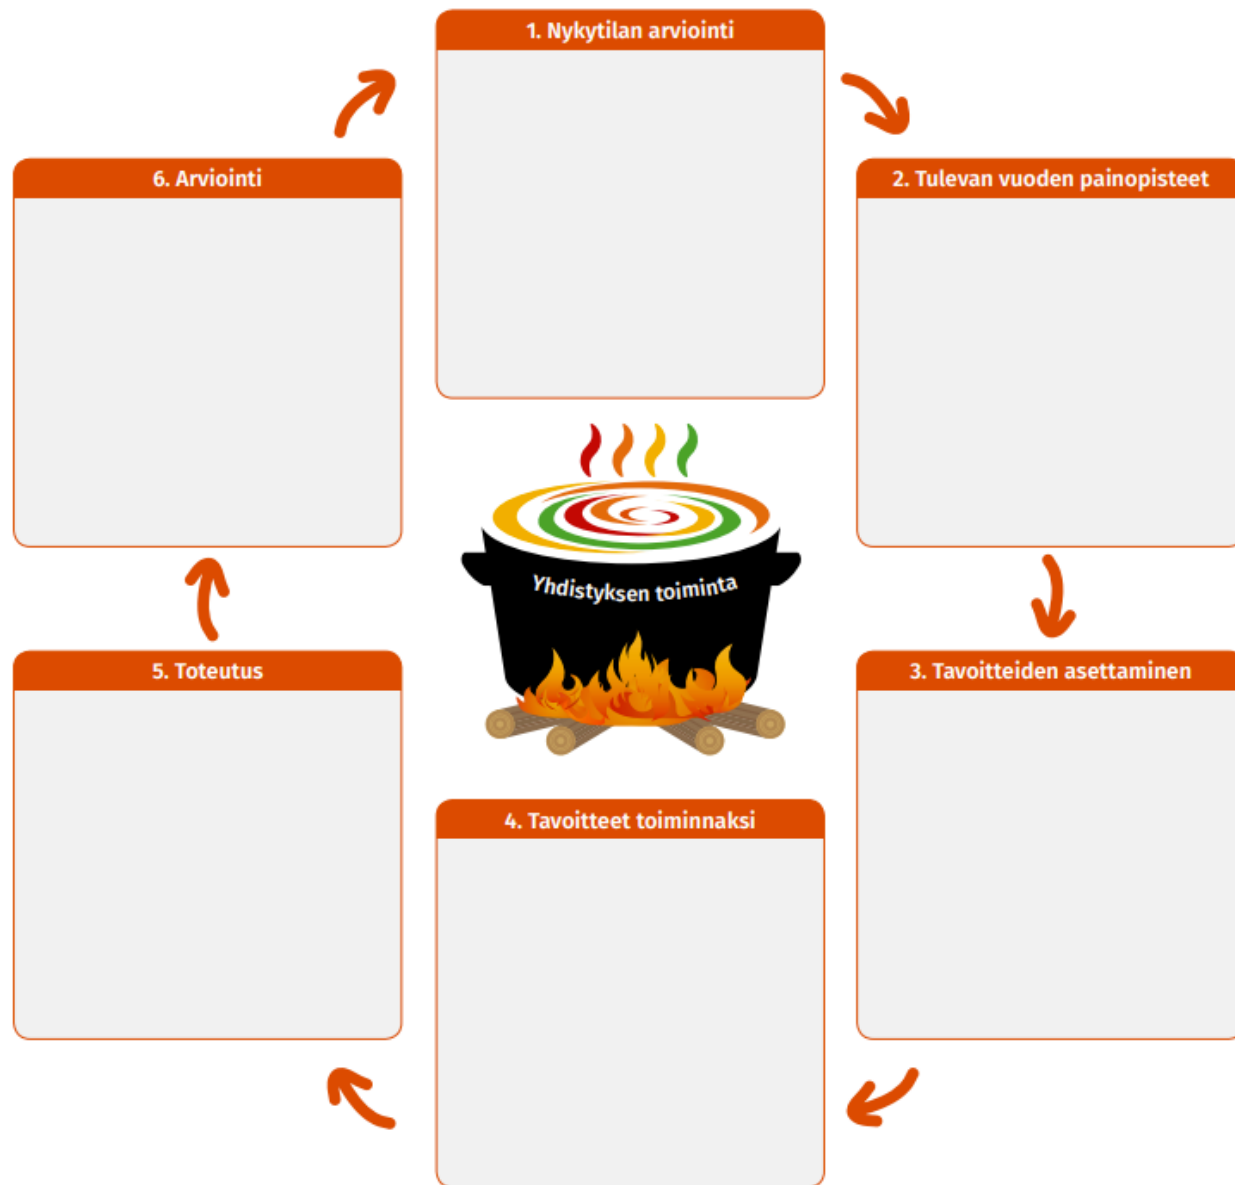 1. Nykytilan arviointi
2. Tulevan vuoden painopisteet
3. Tavoitteiden asettaminen
4. Tavoitteet toiminnaksi
5. Toteutus
6. Arviointi
Yhdistyksen toiminta